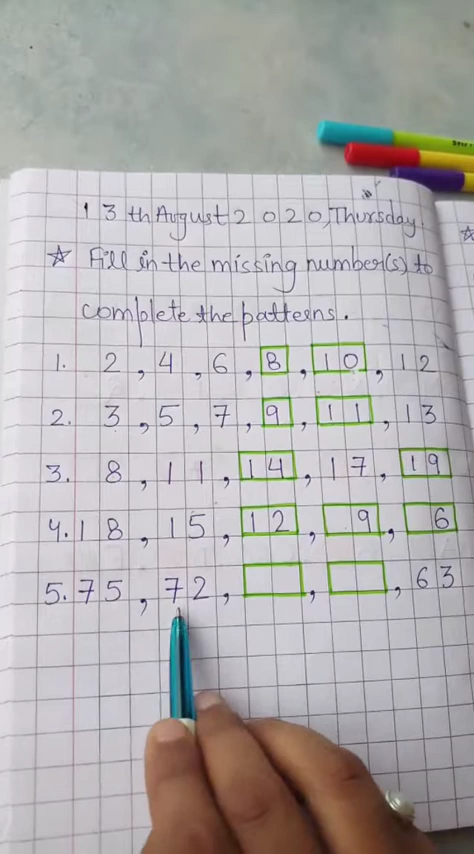 13th August 2020, Thursday
☆ Fill in the missing number(s) to
complete the patterns.
1. 2, 4, 6, 8, 10, 12
2. 3, 5, 7, 9, 11, 13
3. 8, 11, 14, 17, 19
4. 18, 15, 12, 9, 6
5. 75, 72, , , 63